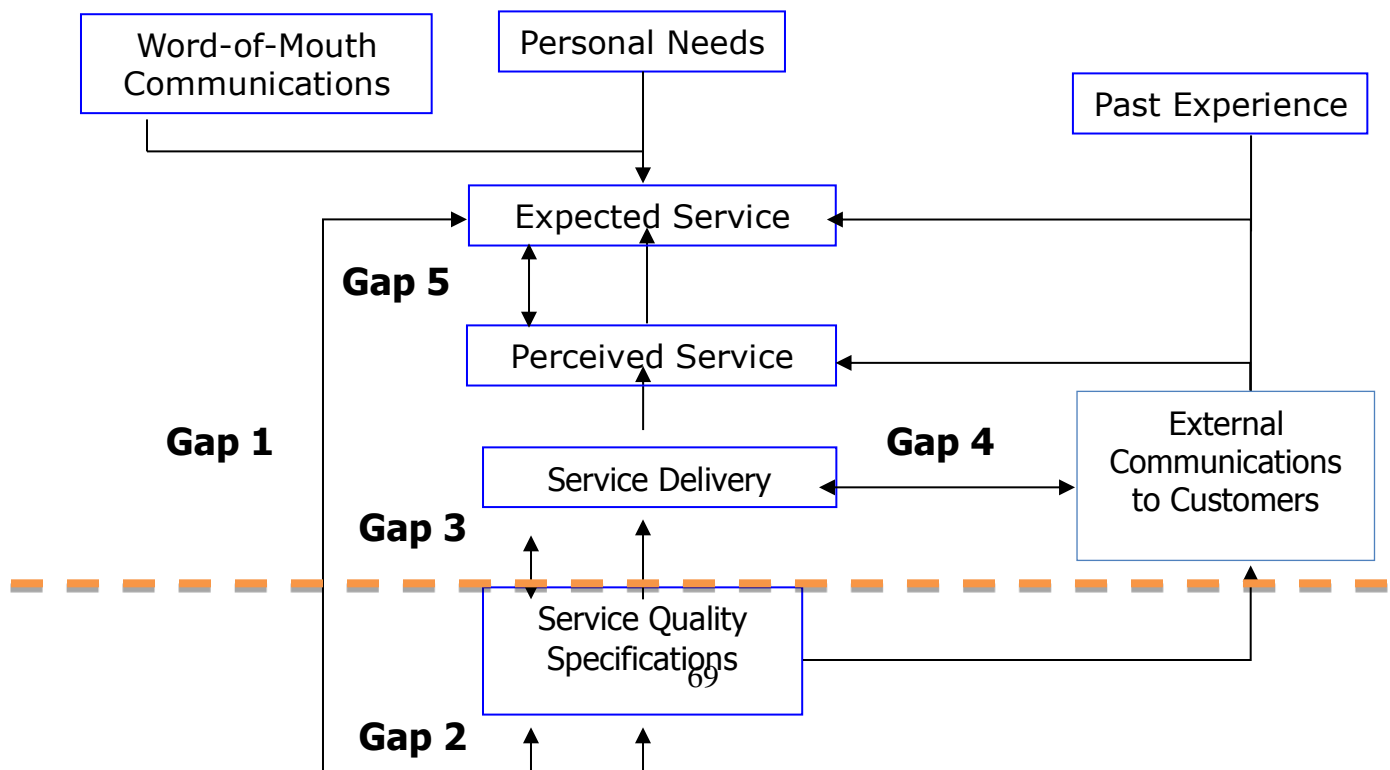 Word-of-Mouth
Communications
Personal Needs
Past Experience
Expected Service
Gap 5
Perceived Service
Gap 1
Gap 4
External
Communications
to Customers
Service Delivery
Gap 3
Service Quality
Specifications
69
Gap 2